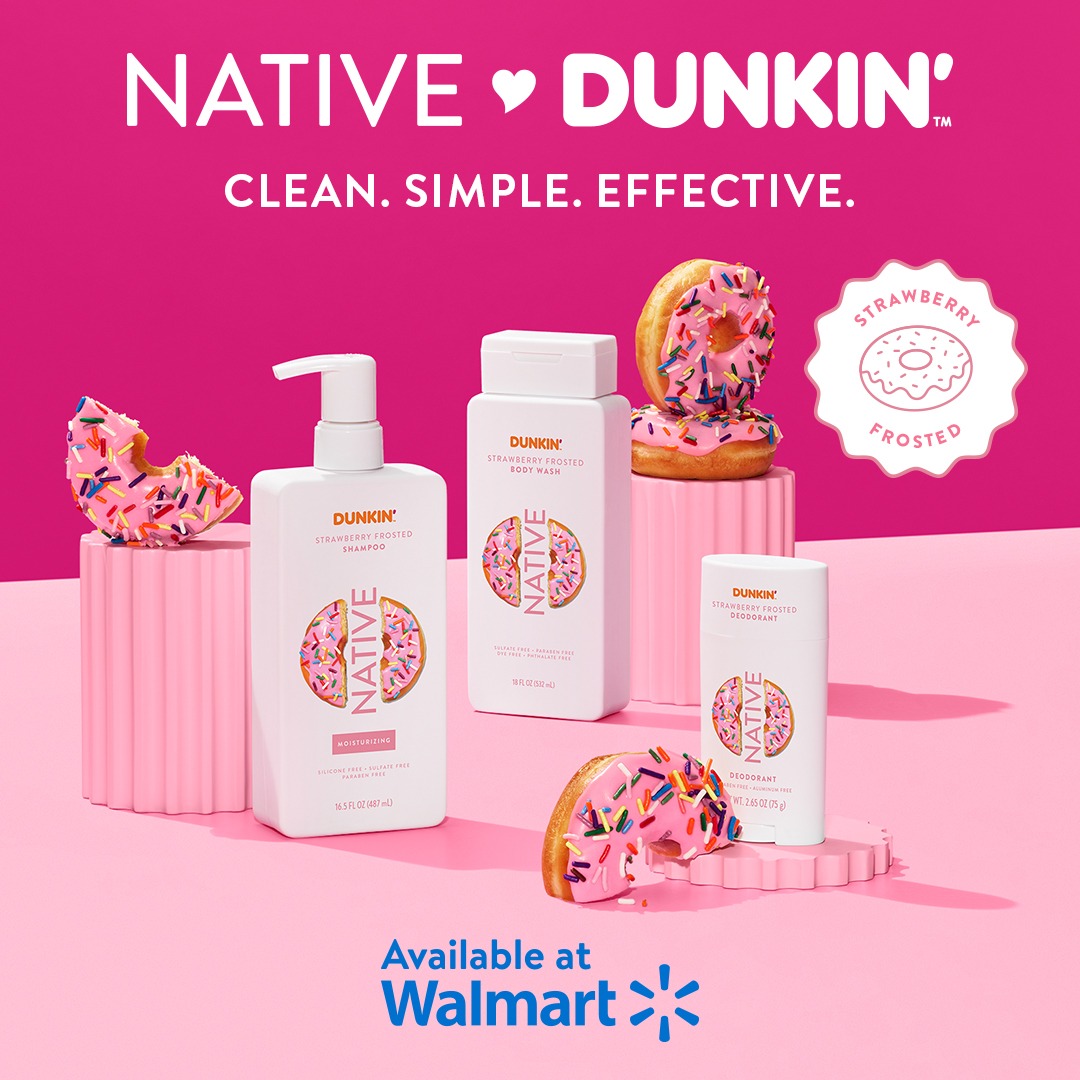 NATIVE DUNKIN'™
CLEAN. SIMPLE. EFFECTIVE.
STRAWBERRY
FROSTED
DUNKIN'
STRAWBERRY FROSTED
SHAMPOO
NATIVE
MOISTURIZING
SILICONE FREE • SULFATE FREE
PARABEN FREE
16.5 FL OZ (487 mL)
DUNKIN'
STRAWBERRY FROSTED
BODY WASH
NATIVE
SULFATE FREE • PARABEN FREE
DYE FREE • PHTHALATE FREE
18 FL OZ (532 mL)
DUNKIN'
STRAWBERRY FROSTED
DEODORANT
NATIVE
DEODORANT
FREE • ALUMINUM FREE
WT. 2.65 OZ (75 g)
Available at
Walmart